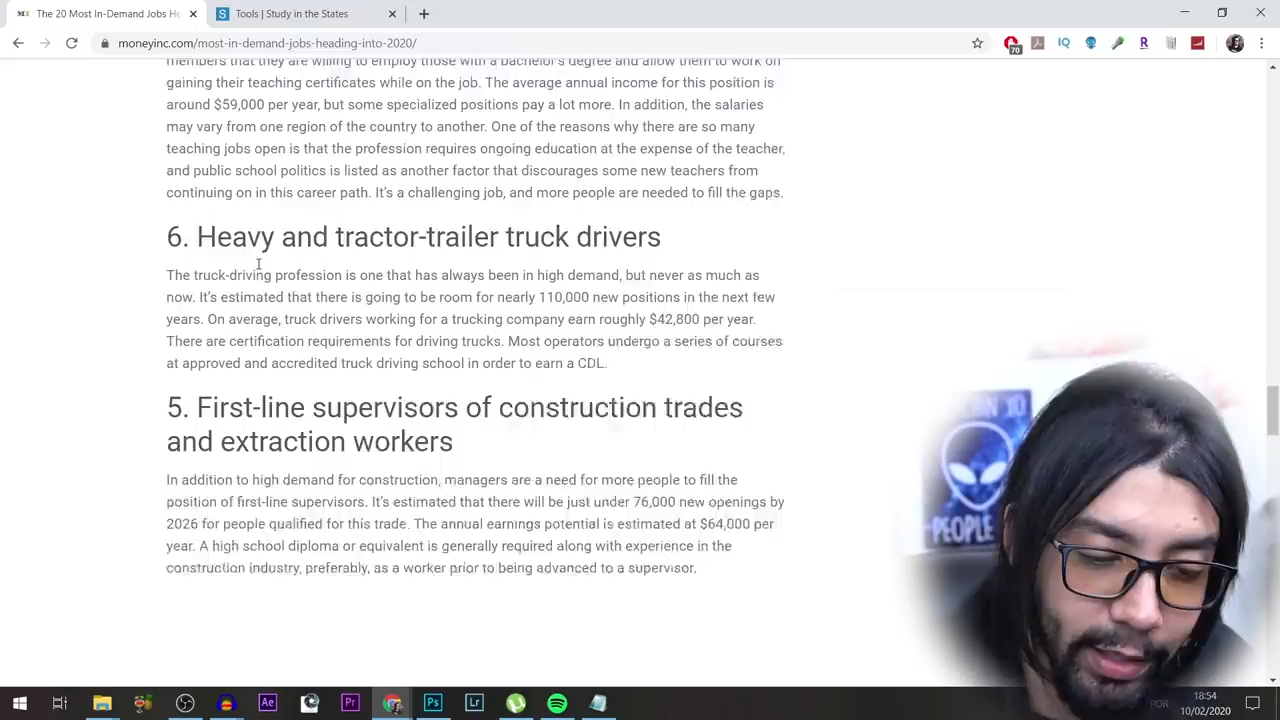 The 20 Most In-Demand Jobs He
Tools | Study in the States
moneyinc.com/most-in-demand-jobs-heading-into-2020/
70
IQ
R
members that they are willing to employ those with a bachelor's degree and allow them to work on
gaining their teaching certificates while on the job. The average annual income for this position is
around $59,000 per year, but some specialized positions pay a lot more. In addition, the salaries
may vary from one region of the country to another. One of the reasons why there are so many
teaching jobs open is that the profession requires ongoing education at the expense of the teacher,
and public school politics is listed as another factor that discourages some new teachers from
continuing on in this career path. It's a challenging job, and more people are needed to fill the gaps.
6. Heavy and tractor-trailer truck drivers
The truck-driving profession is one that has always been in high demand, but never as much as
now. It's estimated that there is going to be room for nearly 110,000 new positions in the next few
years. On average, truck drivers working for a trucking company earn roughly $42,800 per year.
There are certification requirements for driving trucks. Most operators undergo a series of courses
at approved and accredited truck driving school in order to earn a CDL.
5. First-line supervisors of construction trades
and extraction workers
In addition to high demand for construction, managers are a need for more people to fill the
position of first-line supervisors. It's estimated that there will be just under 76,000 new openings by
2026 for people qualified for this trade. The annual earnings potential is estimated at $64,000 per
year. A high school diploma or equivalent is generally required along with experience in the
construction industry, preferably, as a worker prior to being advanced to a supervisor.
PEOPLE
Ae
Pr
Ps
Lr
POR
18:54
10/02/2020